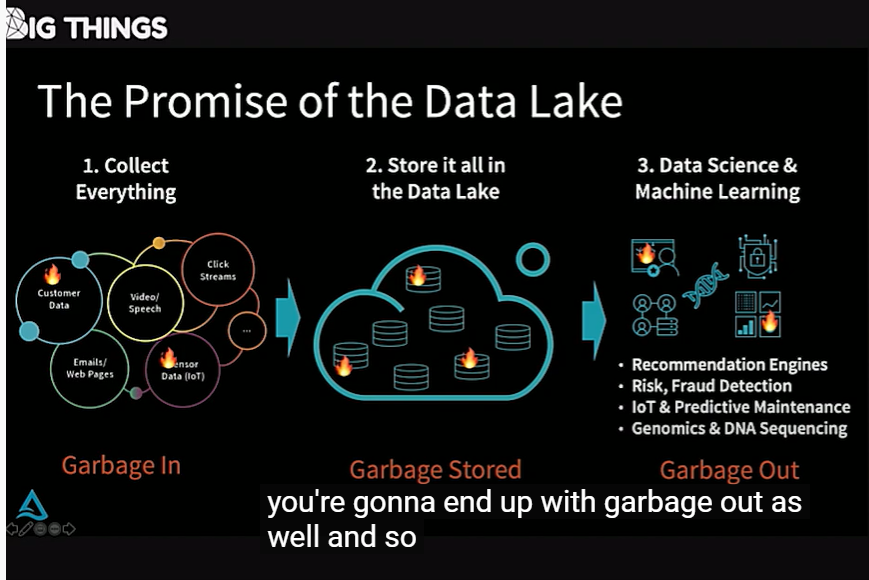 BIG THINGS
The Promise of the Data Lake
1. Collect
Everything
2. Store it all in
the Data Lake
3. Data Science &
Machine Learning
Click
Streams
Customer
Data
Video/
Speech
...
Emails/
Web Pages
Data (IoT)
• Recommendation Engines
• Risk, Fraud Detection
• IoT & Predictive Maintenance
• Genomics & DNA Sequencing
Garbage In
Garbage Stored
Garbage Out
you're gonna end up with garbage out as
well and so